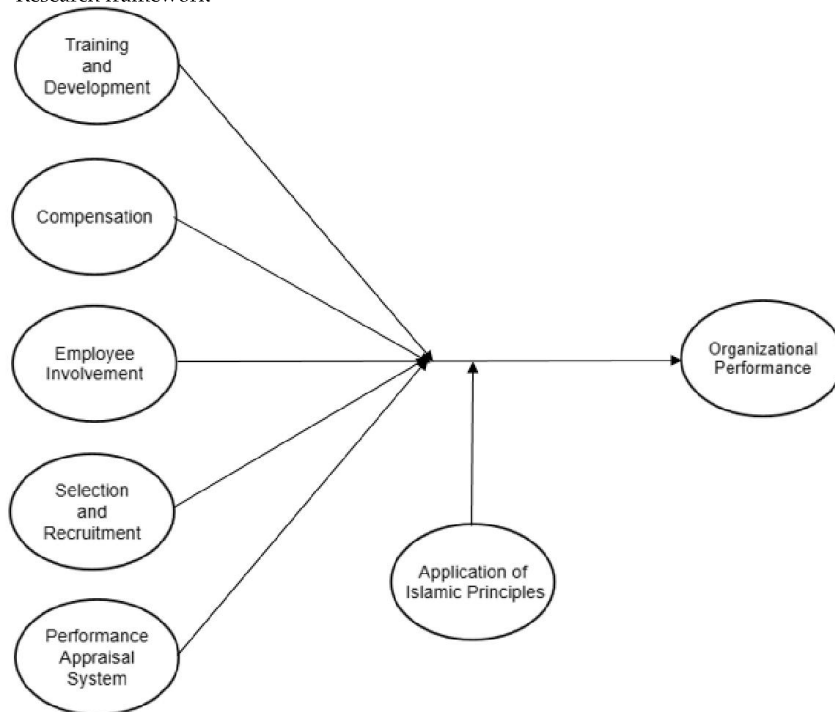 Research framework
Training
and
Development
Compensation
Employee
Involvement
Selection
and
Recruitment
Performance
Appraisal
System
Application of
Islamic Principles
Organizational
Performance